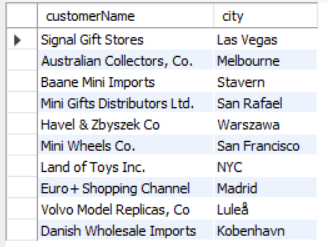 customerName city
Signal Gift Stores Las Vegas
Australian Collectors, Co. Melbourne
Baane Mini Imports Stavern
Mini Gifts Distributors Ltd. San Rafael
Havel & Zbyszek Co Warszawa
Mini Wheels Co. San Francisco
Land of Toys Inc. NYC
Euro+ Shopping Channel Madrid
Volvo Model Replicas, Co Luleå
Danish Wholesale Imports Kobenhavn